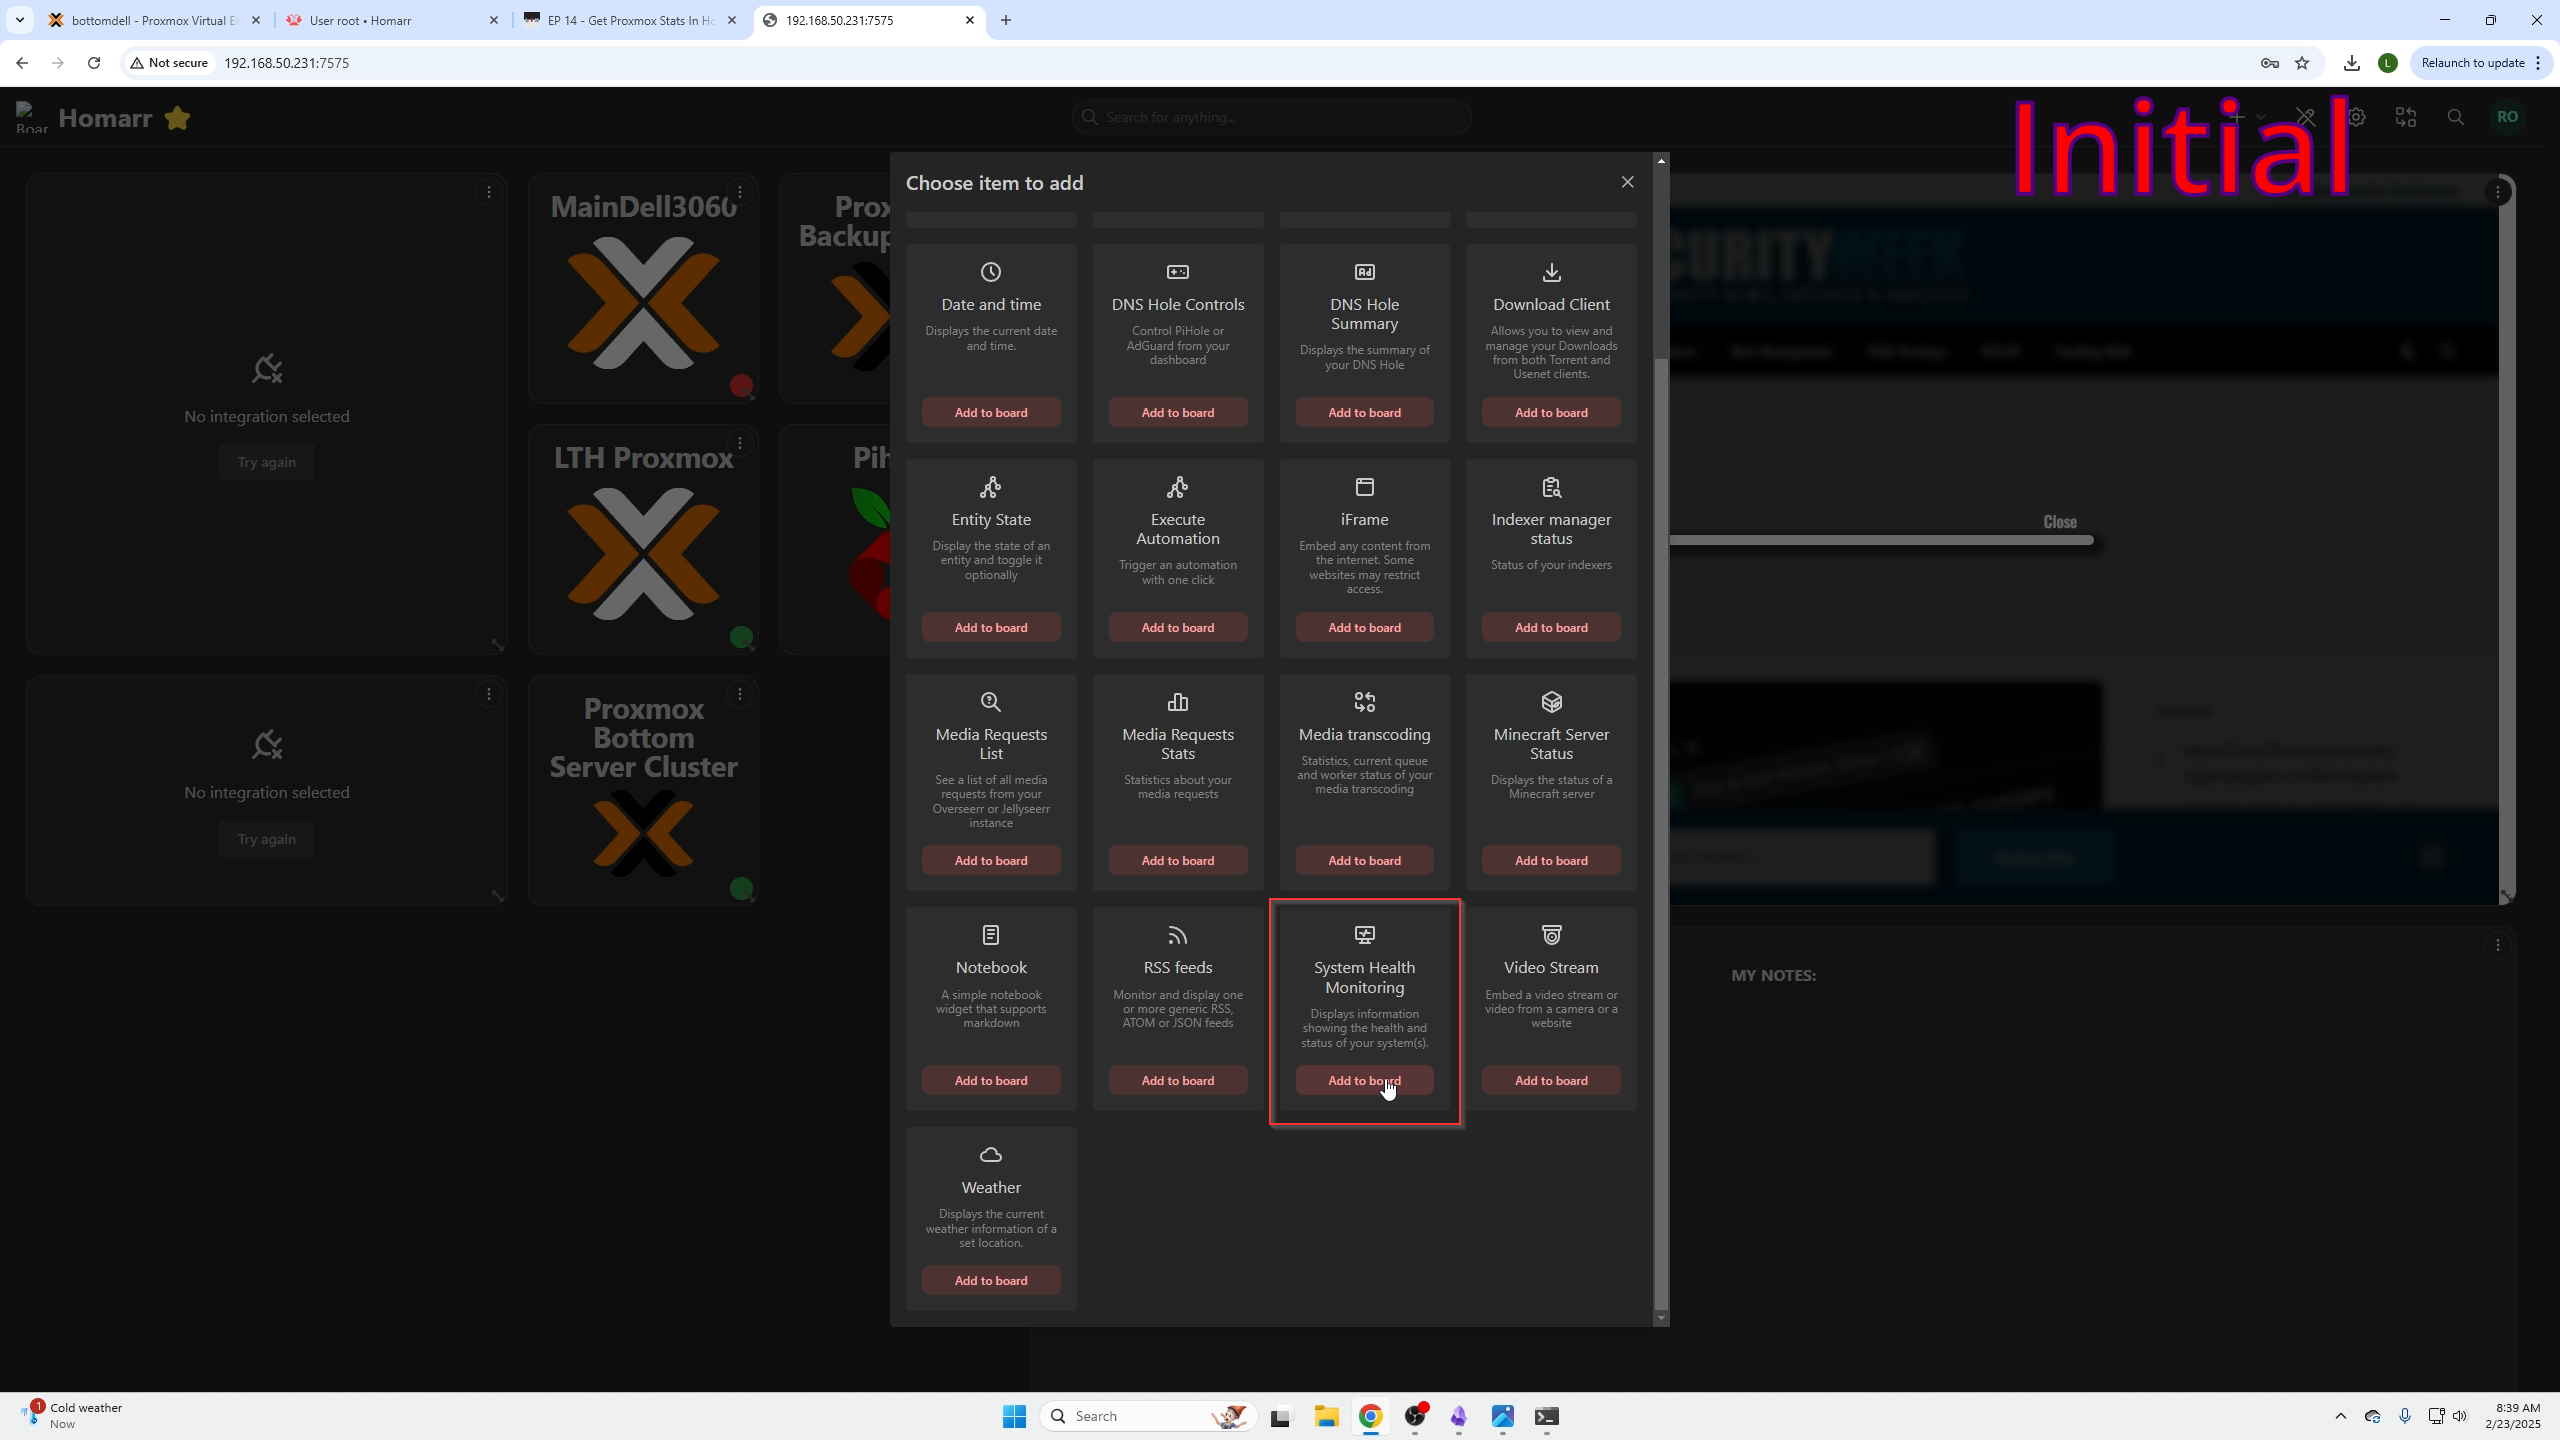 bottomdell - Proxmox Virtual E
User root • Homarr
EP 14 - Get Proxmox Stats In Ho
192.168.50.231:7575
Not secure
192.168.50.231:7575
L
Relaunch to update
Boar
Homarr
Search for anything...
RO
Initial
Choose item to add
No integration selected
Try again
MainDell3060
Prox
Backup
LTH Proxmox
Pih
No integration selected
Try again
Proxmox
Bottom
Server Cluster
Date and time
Displays the current date
and time.
Add to board
DNS Hole Controls
Control PiHole or
AdGuard from your
dashboard
Add to board
DNS Hole
Summary
Displays the summary of
your DNS Hole
Add to board
Download Client
Allows you to view and
manage your Downloads
from both Torrent and
Usenet clients.
Add to board
Entity State
Display the state of an
entity and toggle it
optionally
Add to board
Execute
Automation
Trigger an automation
with one click
Add to board
iFrame
Embed any content from
the internet. Some
websites may restrict
access.
Add to board
Indexer manager
status
Status of your indexers
Add to board
Media Requests
List
See a list of all media
requests from your
Overseerr or Jellyseerr
instance
Add to board
Media Requests
Stats
Statistics about your
media requests
Add to board
Media transcoding
Statistics, current queue
and worker status of your
media transcoding
Add to board
Minecraft Server
Status
Displays the status of a
Minecraft server
Add to board
Notebook
A simple notebook
widget that supports
markdown
Add to board
RSS feeds
Monitor and display one
or more generic RSS,
ATOM or JSON feeds
Add to board
System Health
Monitoring
Displays information
showing the health and
status of your system(s).
Add to board
Video Stream
Embed a video stream or
video from a camera or a
website
Add to board
Weather
Displays the current
weather information of a
set location.
Add to board
CURITYWEEK
Close
MY NOTES:
1
Cold weather
Now
Search
8:39 AM
2/23/2025